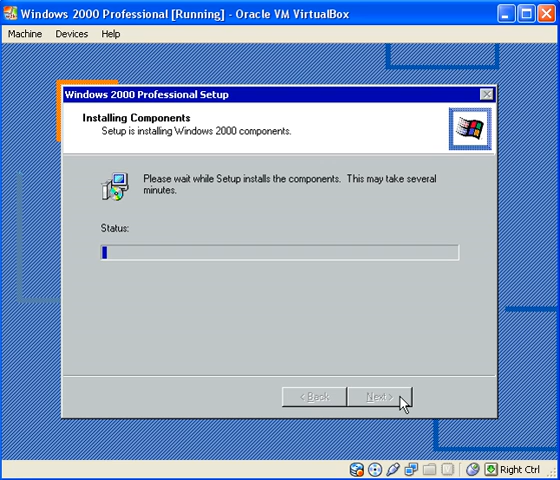 Windows 2000 Professional [Running] - Oracle VM VirtualBox
Machine Devices Help
Windows 2000 Professional Setup
Installing Components
Setup is installing Windows 2000 components.
Please wait while Setup installs the components. This may take several
minutes.
Status:
< Back Next >
Right Ctrl